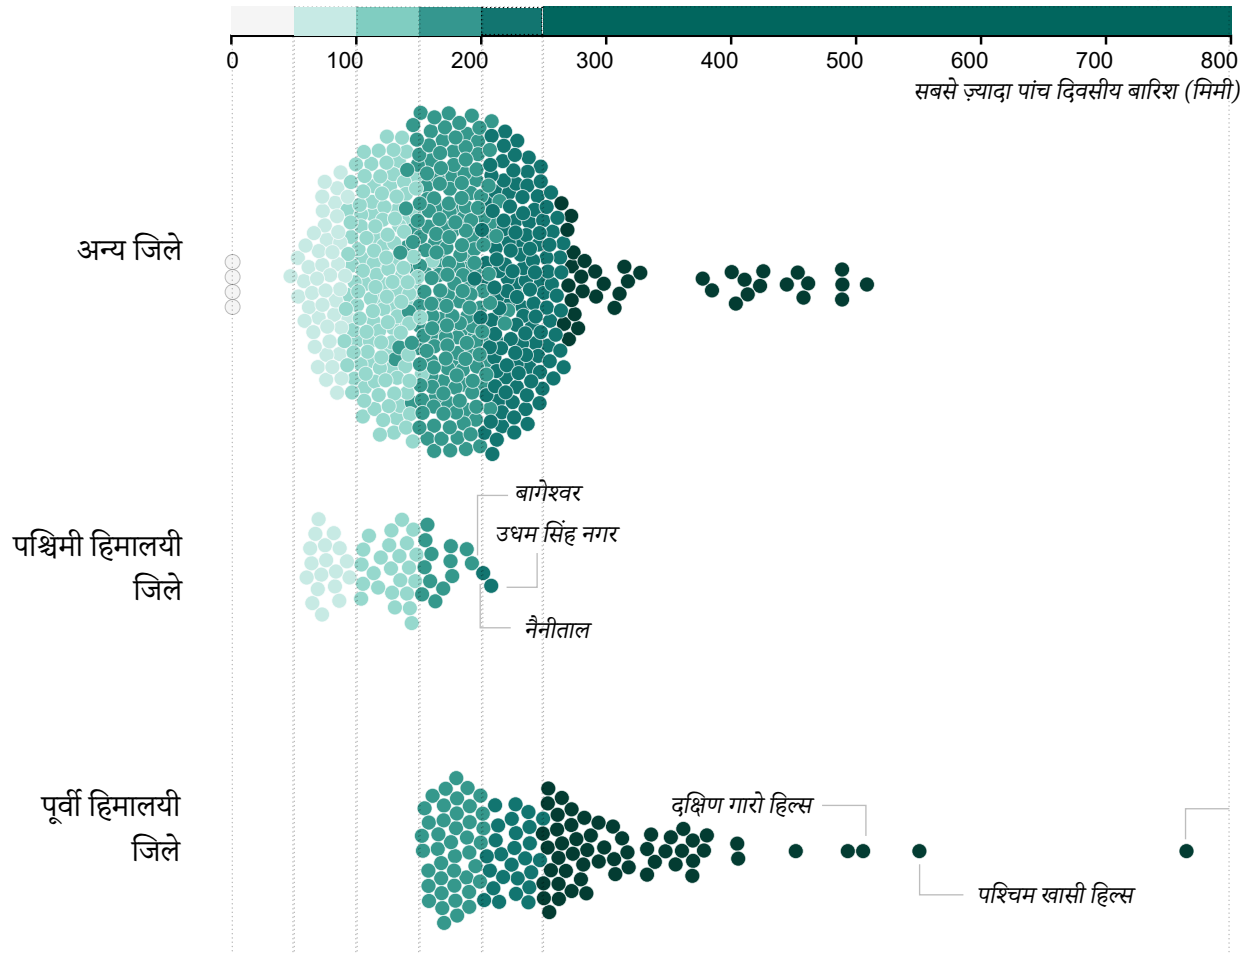 0 100 200 300 400 500 600 700 800
सबसे ज़्यादा पांच दिवसीय बारिश (मिमी)
अन्य जिले
बागेश्वर
उधम सिंह नगर
पश्चिमी हिमालयी
जिले
नैनीताल
पूर्वी हिमालयी
जिले
दक्षिण गारो हिल्स
पश्चिम खासी हिल्स